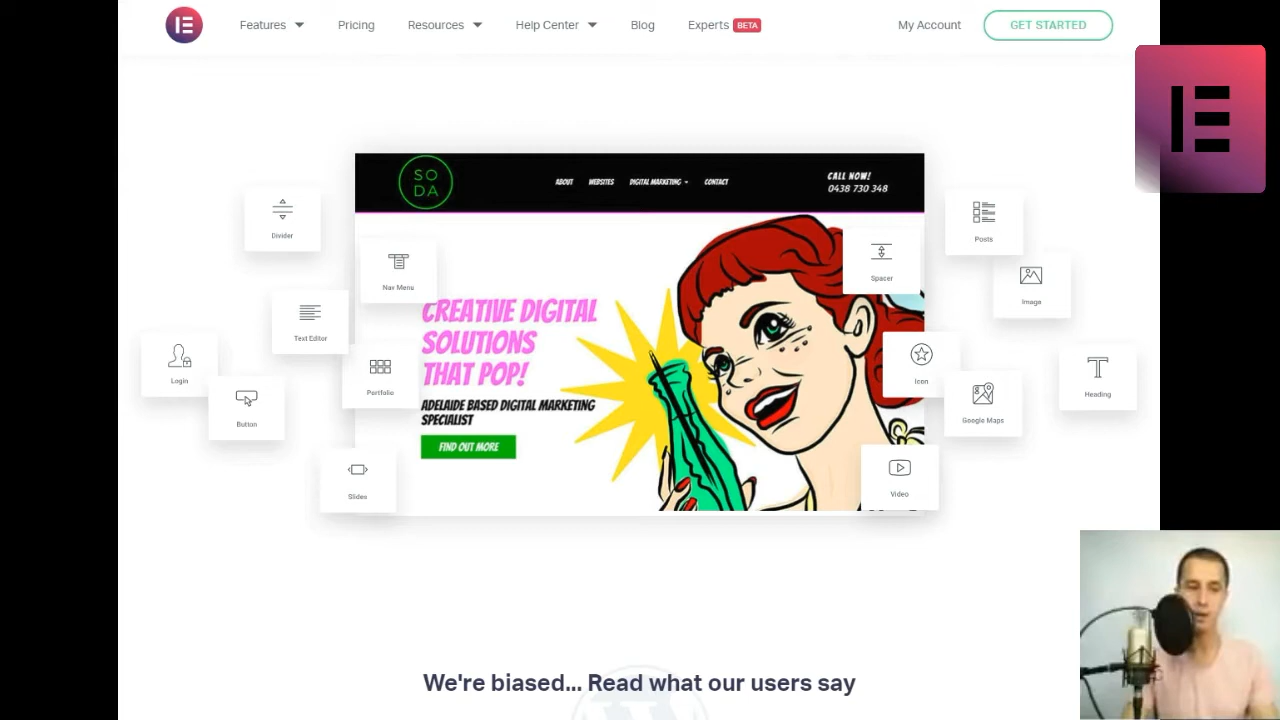 Features
Pricing
Resources
Help Center
Blog
Experts BETA
My Account
GET STARTED
SO
DA
ABOUT
WEBSITES
DIGITAL MARKETING
CONTACT
CALL NOW!
0438 730 348
Divider
Nav Menu
Text Editor
Login
Button
Portfolio
Slides
CREATIVE DIGITAL
SOLUTIONS
THAT POP!
ADELAIDE BASED DIGITAL MARKETING
SPECIALIST
FIND OUT MORE
Posts
Spacer
Image
Icon
Heading
Google Maps
Video
We're biased... Read what our users say